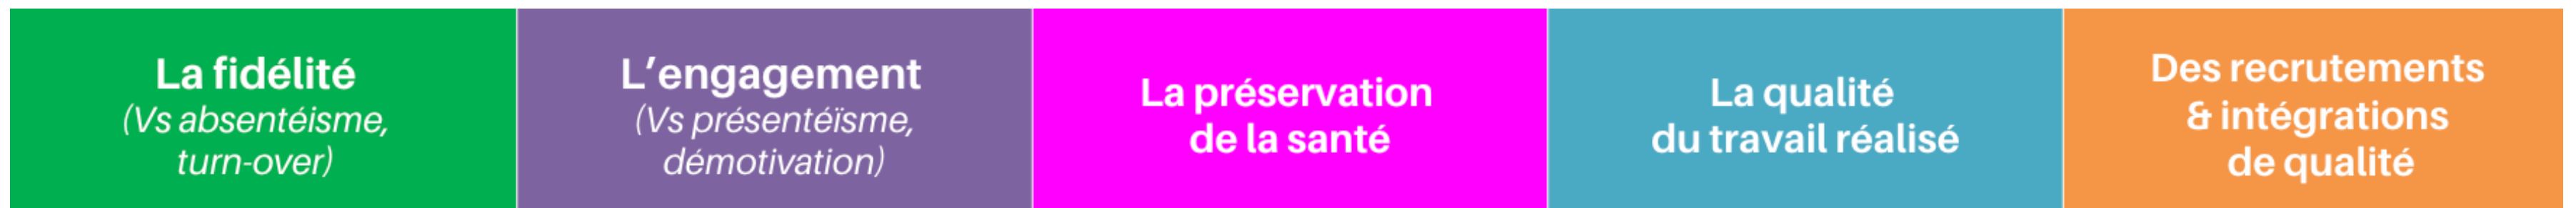 La fidélité
(Vs absentéisme,
turn-over)
L’engagement
(Vs présentéïsme,
démotivation)
La préservation
de la santé
La qualité
du travail réalisé
Des recrutements
& intégrations
de qualité